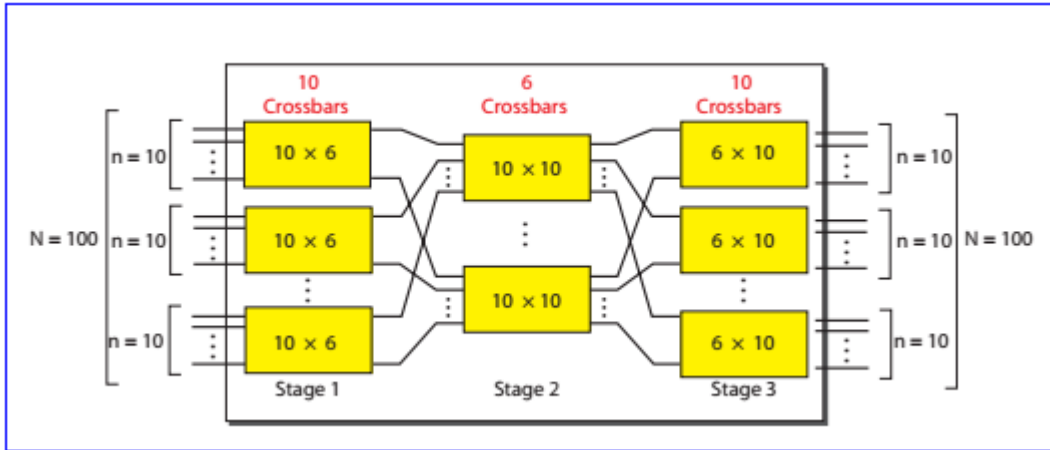 10
Crossbars
6
Crossbars
10
Crossbars
N = 100
n = 10
n = 10
n = 10
10 × 6
10 × 6
10 × 6
Stage 1
10 × 10
10 × 10
Stage 2
6 × 10
6 × 10
6 × 10
Stage 3
n = 10
n = 10
n = 10
N = 100